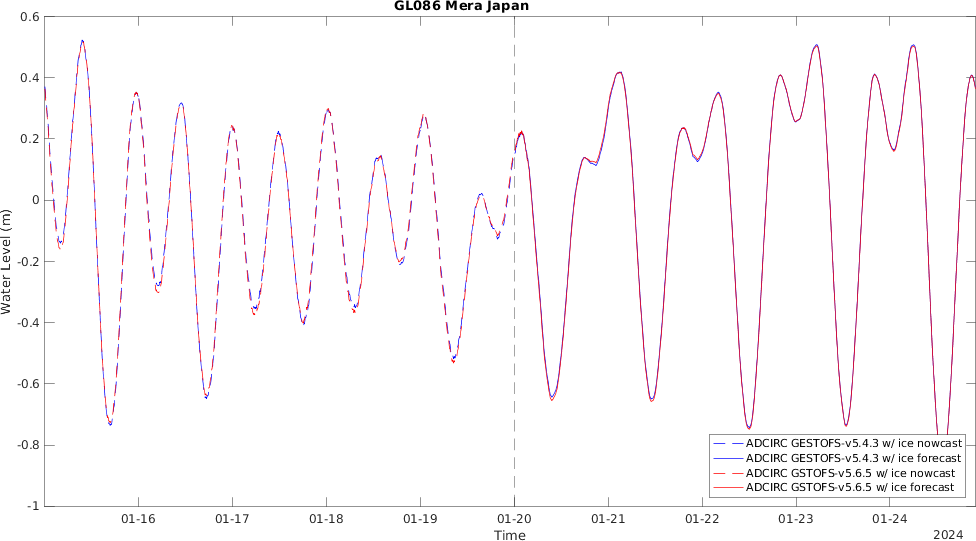 GL086 Mera Japan
0.6
0.4
0.2
0
-0.2
-0.4
-0.6
-0.8
-1
Water Level (m)
ADCIRC GESTOFS-v5.4.3 w/ ice nowcast
ADCIRC GESTOFS-v5.4.3 w/ ice forecast
ADCIRC GSTOFS-v5.6.5 w/ ice nowcast
ADCIRC GSTOFS-v5.6.5 w/ ice forecast
01-16 01-17 01-18 01-19 01-20 01-21 01-22 01-23 01-24
Time
2024